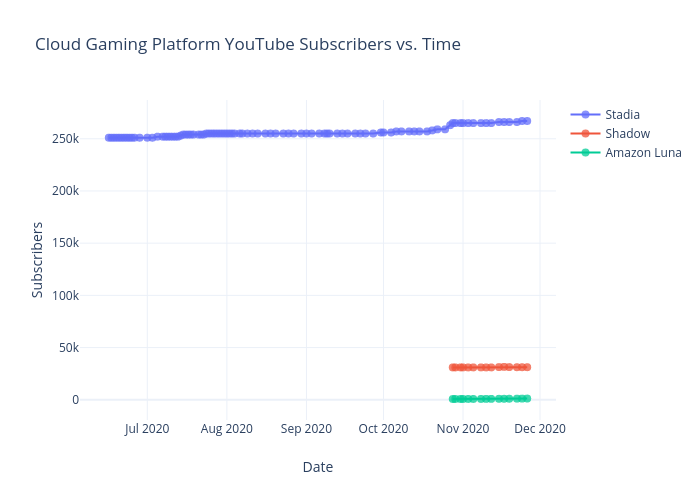 Cloud Gaming Platform YouTube Subscribers vs. Time
Stadia
Shadow
Amazon Luna
250k
200k
150k
100k
50k
0
Subscribers
Jul 2020
Aug 2020
Sep 2020
Oct 2020
Nov 2020
Dec 2020
Date